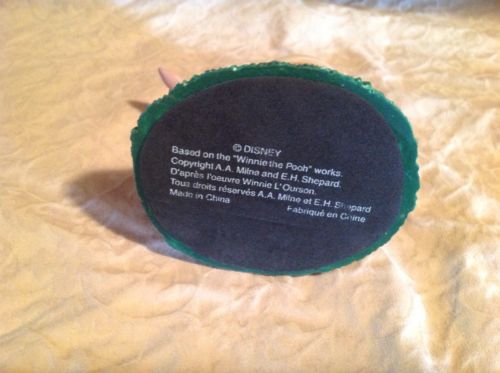 © DISNEY
Based on the "Winnie the Pooh" works.
Copyright A.A. Milne and E.H. Shepard.
D'après l'oeuvre Winnie L'Ourson.
Tous droits réservés A.A. Milne et E.H. Shepard
Made in China Fabriqué en Chine